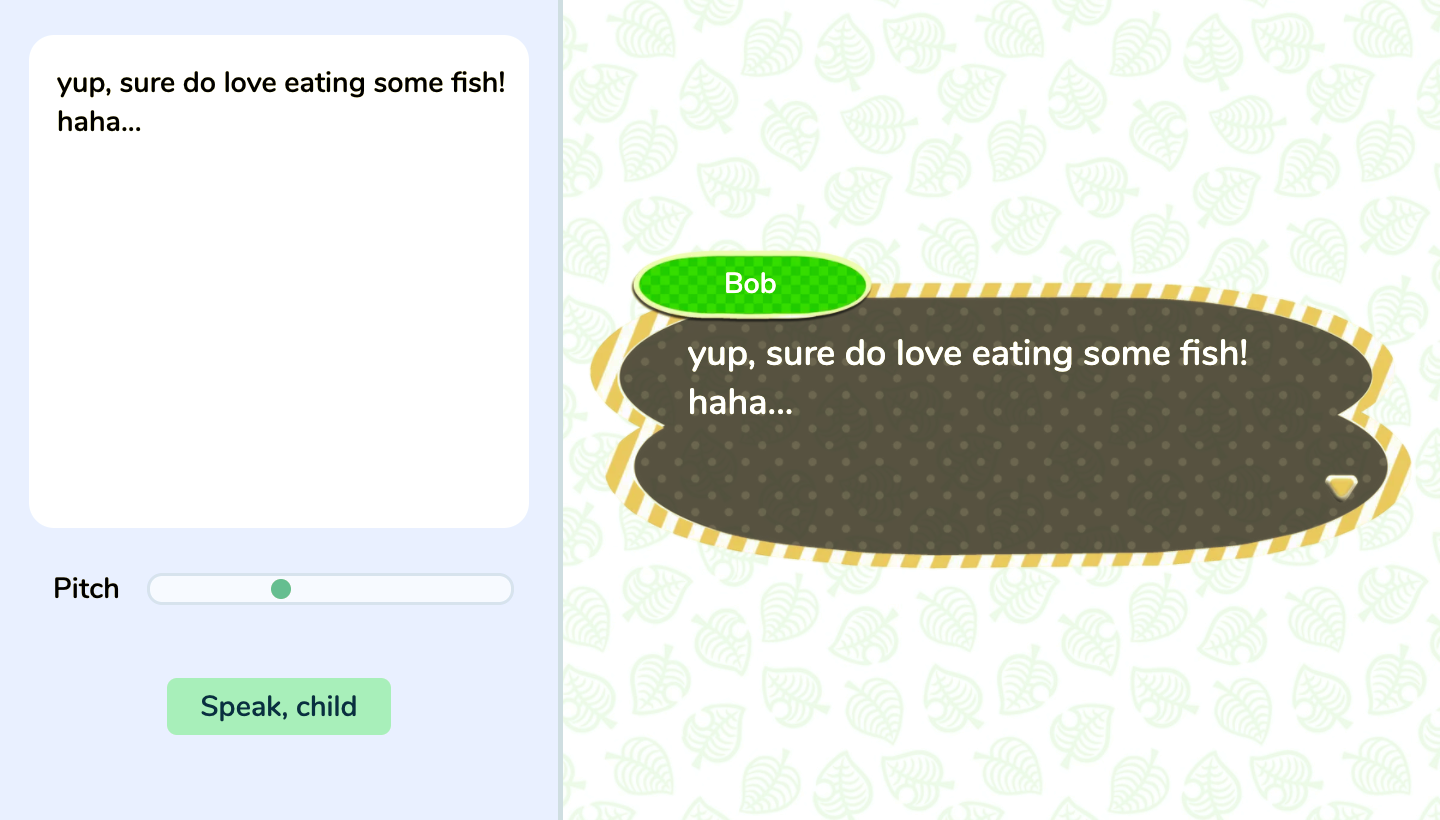 yup, sure do love eating some fish!
haha...
Pitch
Speak, child
Bob
yup, sure do love eating some fish!
haha...